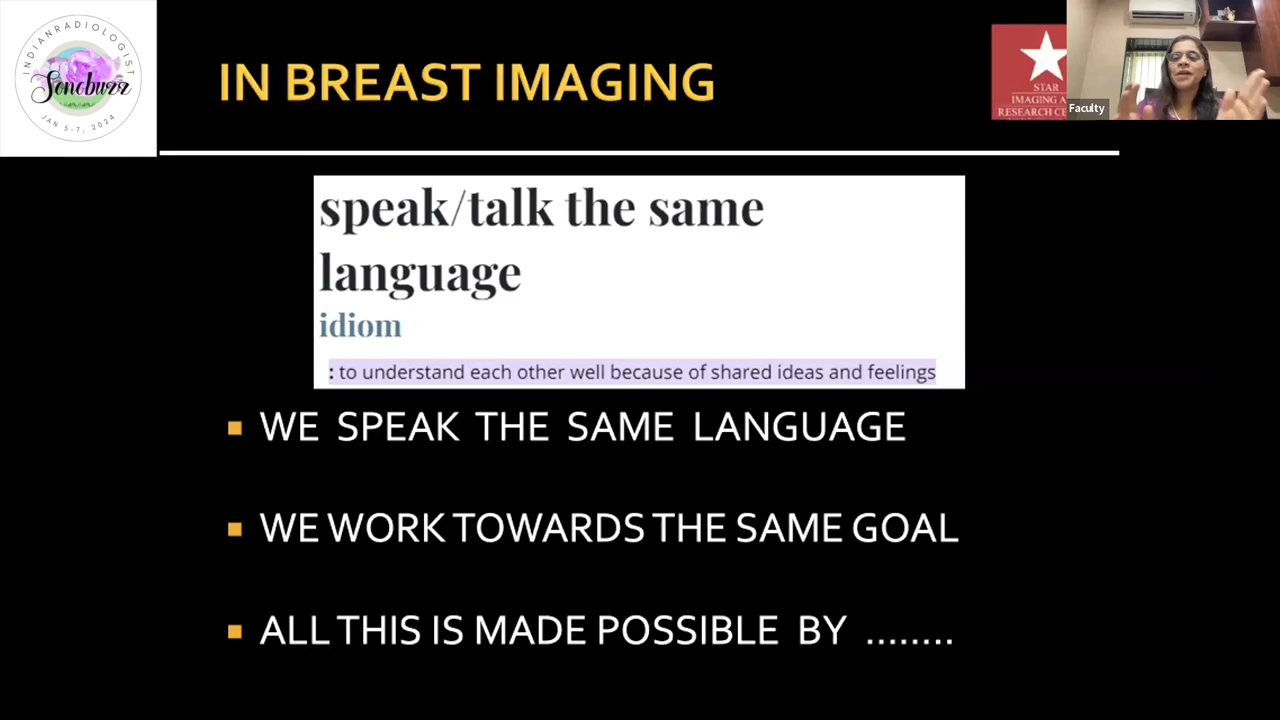 INDIANRADIOLOGIST
Sonobuzz
JAN 5-7, 2024
IN BREAST IMAGING
STAR
IMAGING
RESEARCH
Faculty
speak/talk the same
language
idiom
: to understand each other well because of shared ideas and feelings
WE SPEAK THE SAME LANGUAGE
WE WORK TOWARDS THE SAME GOAL
ALL THIS IS MADE POSSIBLE BY ........